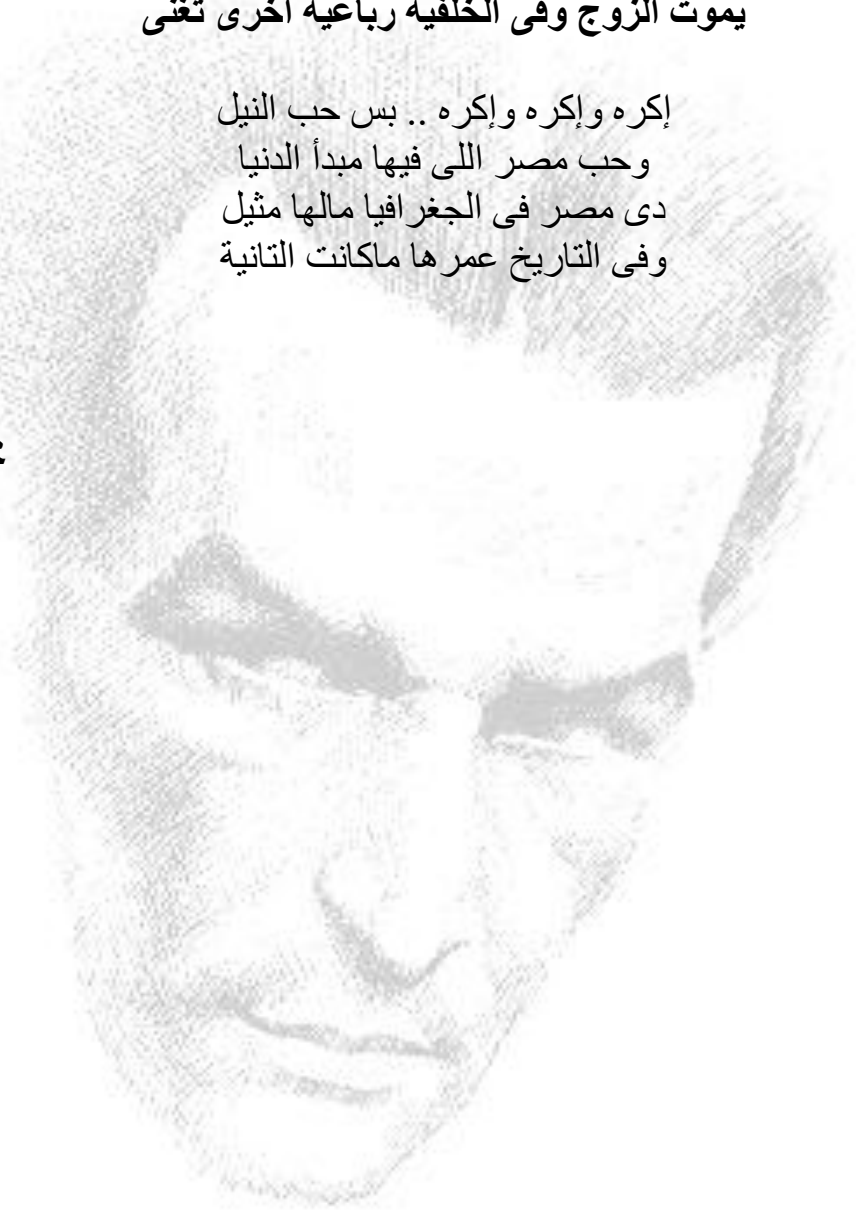 يموت الزوج وفى الخلفية رباعية أخرى تغنى
إكره وإكره وإكره .. بس حب النيل
وحب مصر اللى فيها مبدأ الدنيا
دى مصر فى الجغرافيا مالها مثيل
وفى التاريخ عمرها ماكانت التانية